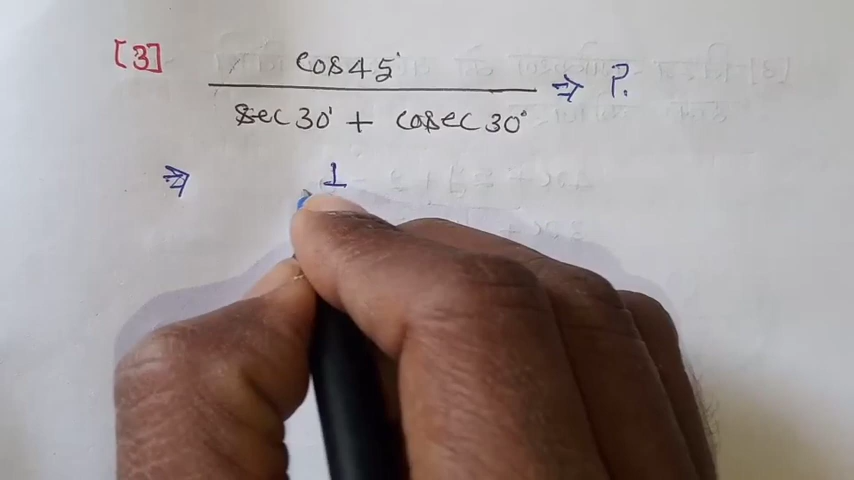 [3] cos45° / sec30° + cosec30° ⇒ ?
⇒ 1